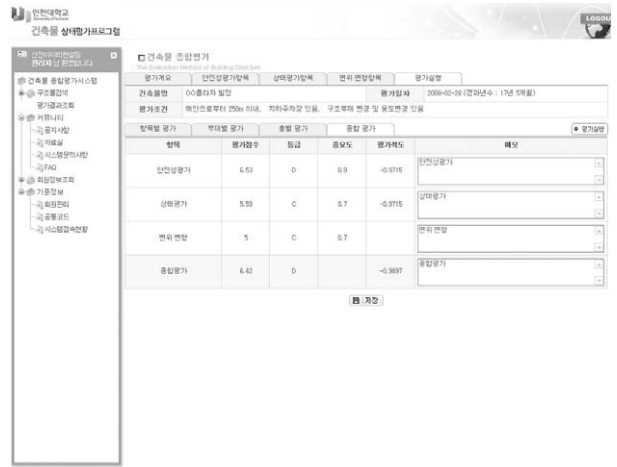 인천대학교
건축물 상태평가프로그램
LOGOUT
관리자 님 환영합니다.
건축물 종합평가시스템
구조물검색
평가결과조회
커뮤니티
공지사항
자료실
시스템문의사항
FAQ
회원정보조회
기준정보
회원관리
공통코드
시스템접속현황
건축물 종합평가
The Evaluation Method of Building Structure
평가개요 안전성평가항목 상태평가항목 변위 변형항목 평가실행
건축물명 OO플라자 빌딩 평가일자 2008-02-28 (경과년수 : 17년 5개월)
평가조건 해안으로부터 250m 이내, 지하주차장 있음, 구조부재 변경 및 용도변경 있음
항목별 평가 부재별 평가 층별 평가 종합 평가 평가실행
항목 평가점수 등급 중요도 평가척도 메모
안전성평가 6.53 D 0.9 -0.9715 안전성평가
상태평가 5.59 C 0.7 -0.9715 상태평가
변위 변형 5 C 0.7 변위 변형
종합평가 6.42 D -0.9897 종합평가
저장